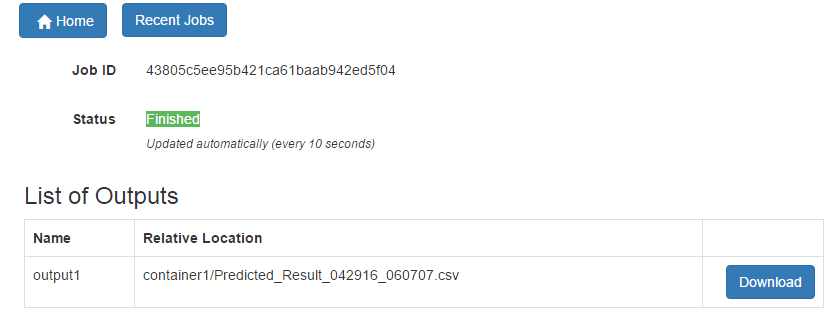 Home Recent Jobs
Job ID 43805c5ee95b421ca61baab942ed5f04
Status Finished
Updated automatically (every 10 seconds)
List of Outputs
Name Relative Location
output1 container1/Predicted_Result_042916_060707.csv Download